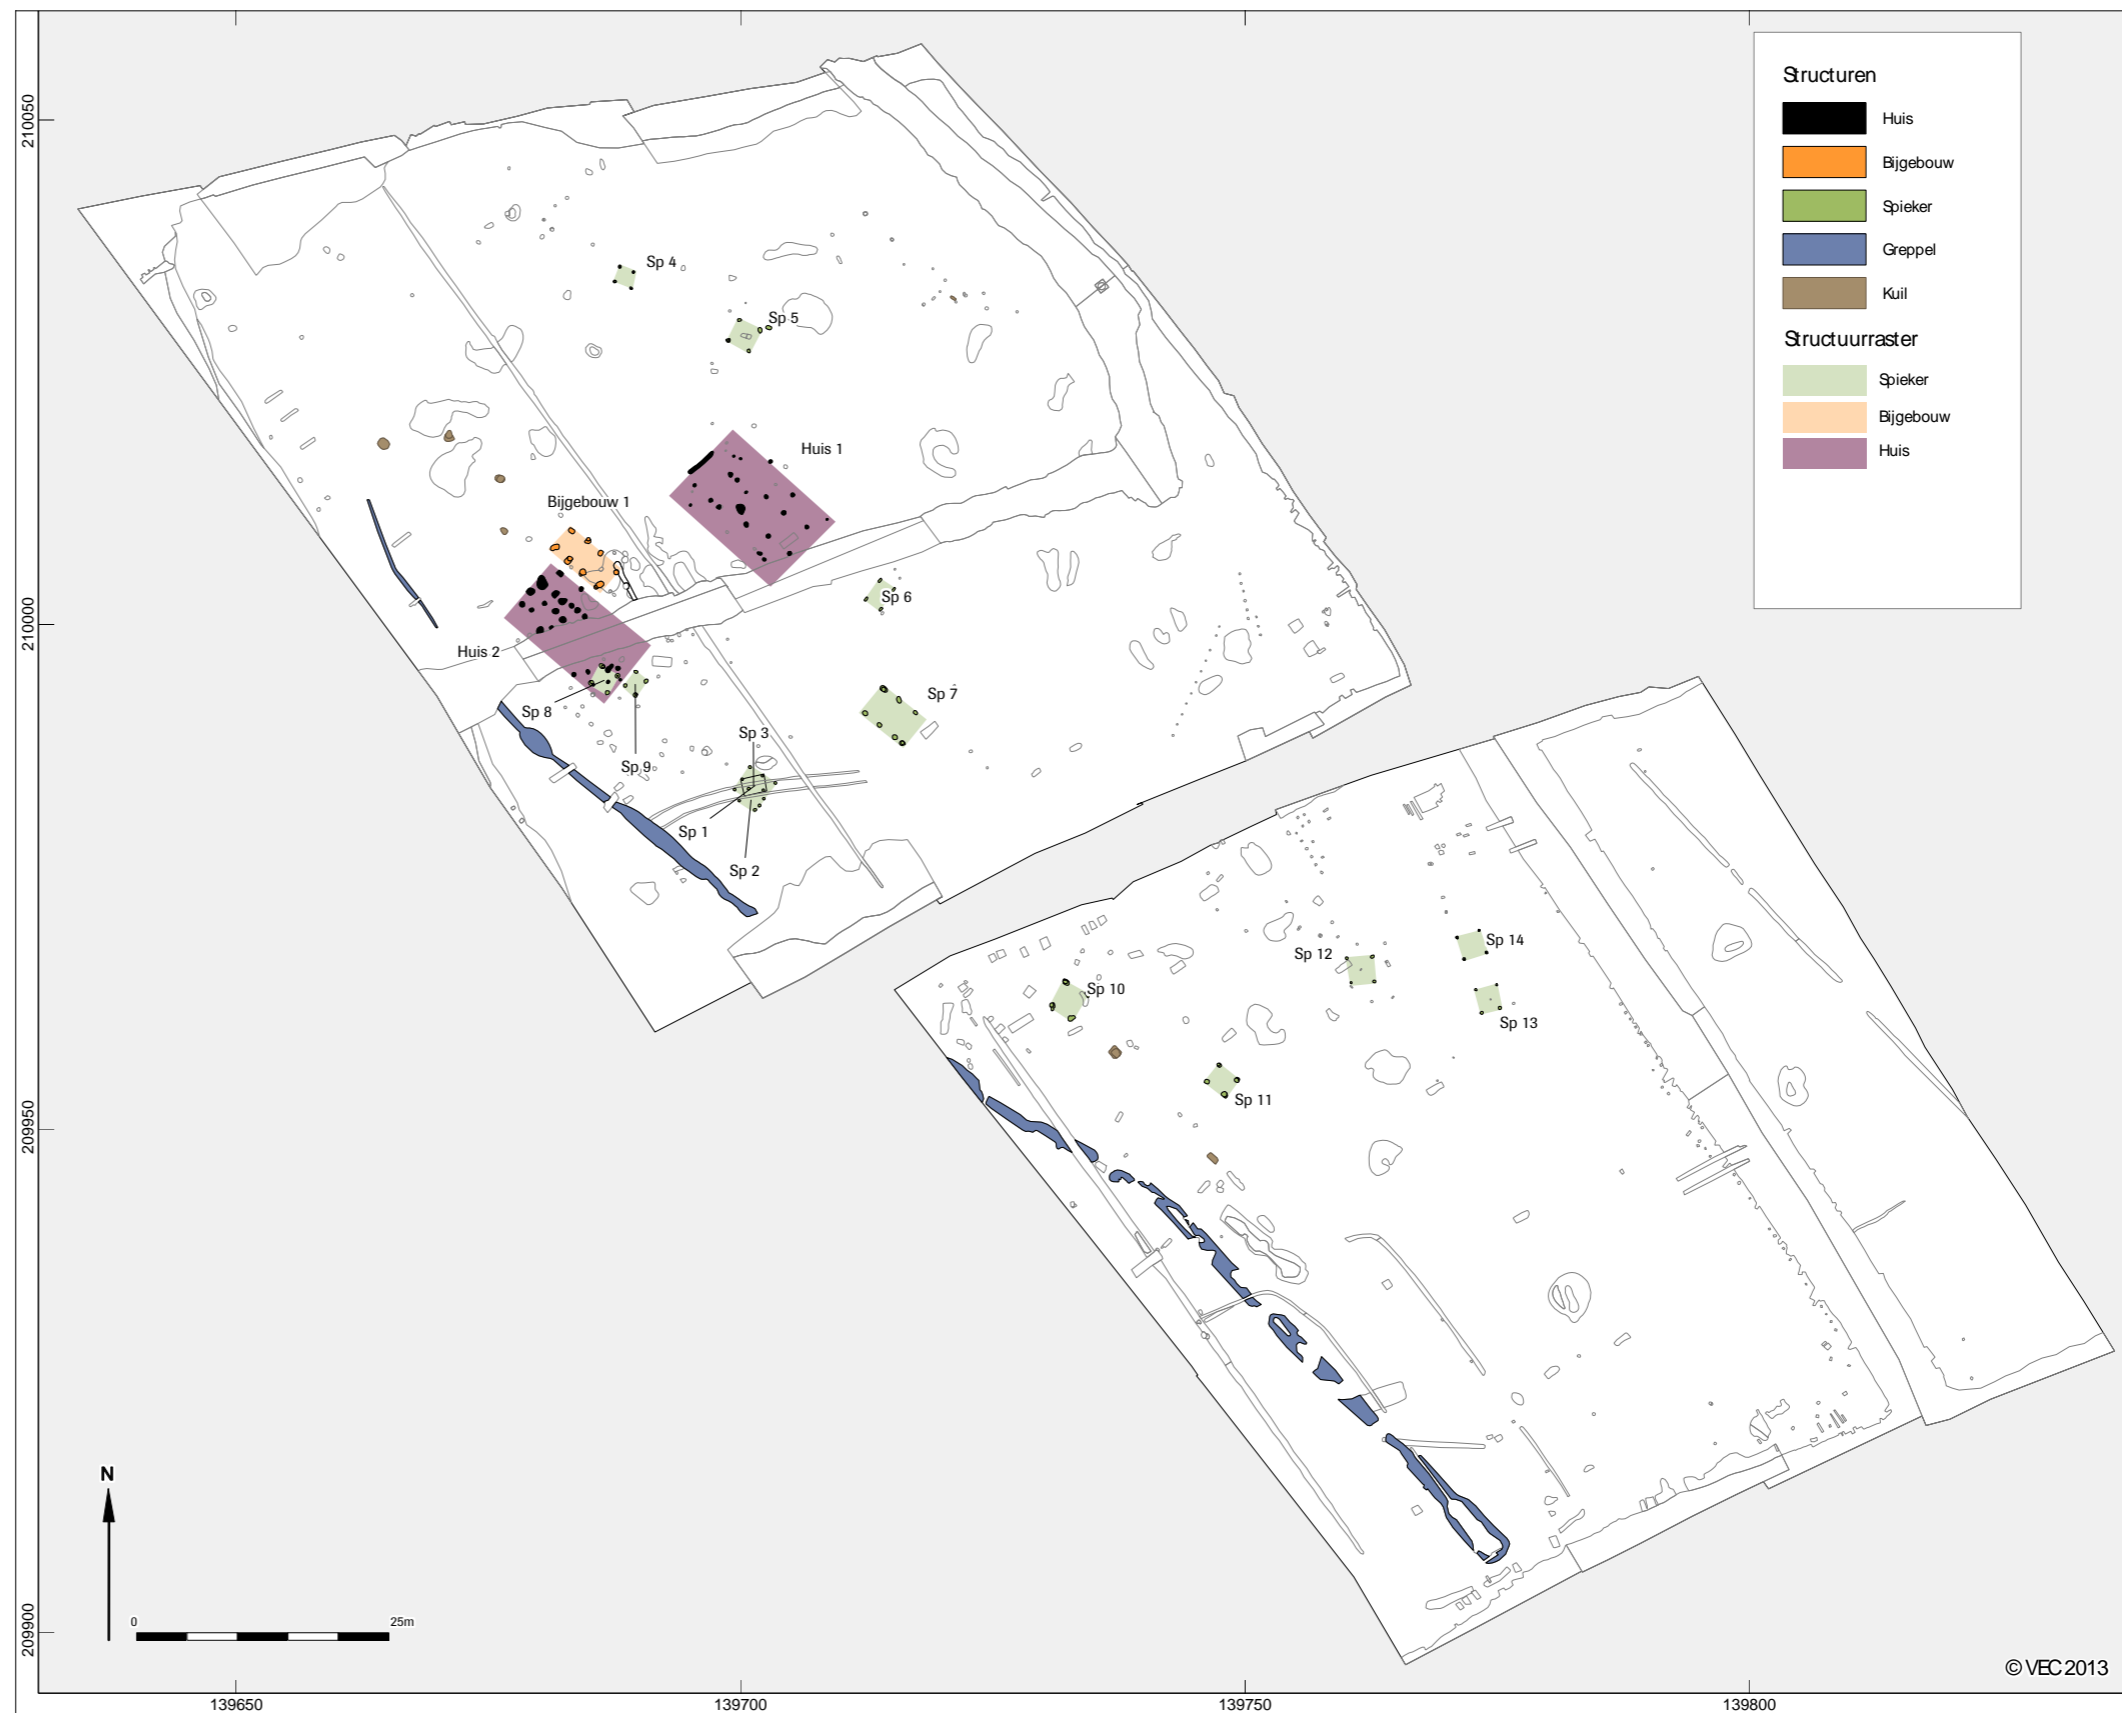 Structuren
Huis
Bijgebouw
Spieker
Greppel
Kuil
Structuurraster
Spieker
Bijgebouw
Huis
210050
210000
209950
209900
139650
139700
139750
139800
Sp 4
Sp 5
Huis 1
Bijgebouw 1
Sp 6
Huis 2
Sp 7
Sp 8
Sp 3
Sp 9
Sp 1
Sp 2
Sp 14
Sp 12
Sp 10
Sp 13
Sp 11
N
0
25m
© VEC 2013